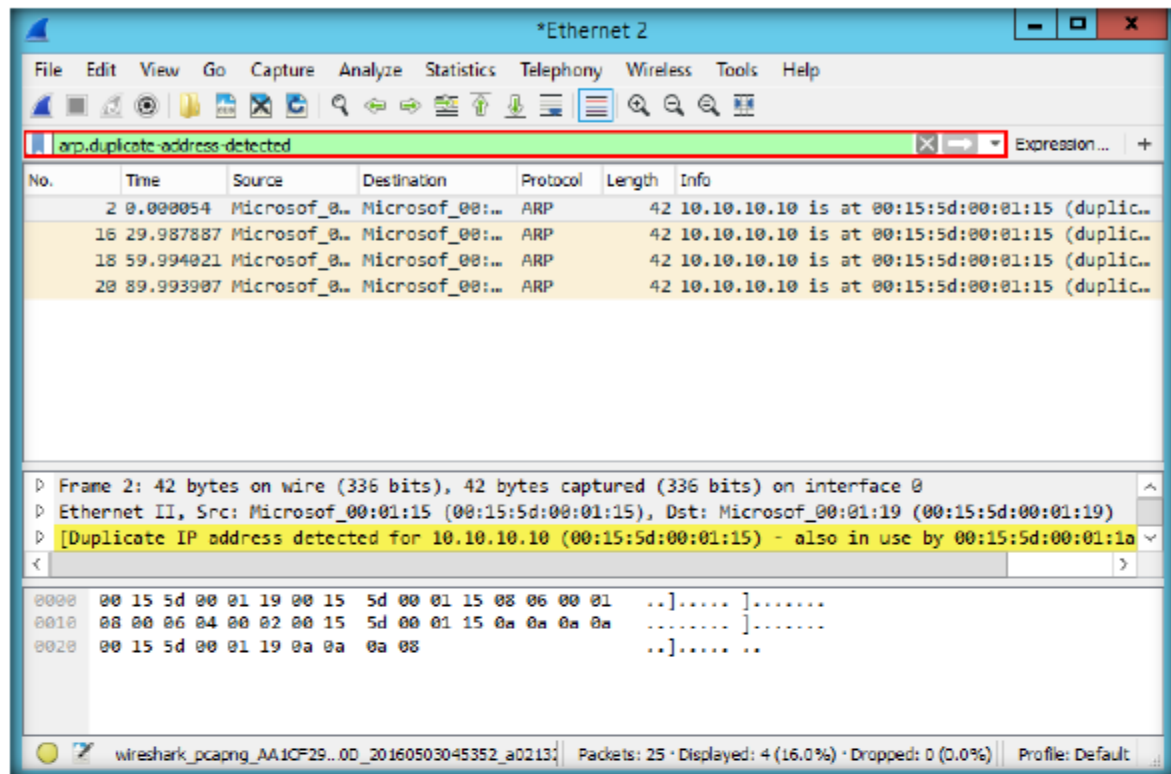 *Ethernet 2
File Edit View Go Capture Analyze Statistics Telephony Wireless Tools Help
arp.duplicate-address-detected Expression... +
No. Time Source Destination Protocol Length Info
2 0.000054 Microsof_0… Microsof_00:… ARP 42 10.10.10.10 is at 00:15:5d:00:01:15 (duplic…
16 29.987887 Microsof_0… Microsof_00:… ARP 42 10.10.10.10 is at 00:15:5d:00:01:15 (duplic…
18 59.994021 Microsof_0… Microsof_00:… ARP 42 10.10.10.10 is at 00:15:5d:00:01:15 (duplic…
20 89.993907 Microsof_0… Microsof_00:… ARP 42 10.10.10.10 is at 00:15:5d:00:01:15 (duplic…
Frame 2: 42 bytes on wire (336 bits), 42 bytes captured (336 bits) on interface 0
Ethernet II, Src: Microsof_00:01:15 (00:15:5d:00:01:15), Dst: Microsof_00:01:19 (00:15:5d:00:01:19)
[Duplicate IP address detected for 10.10.10.10 (00:15:5d:00:01:15) - also in use by 00:15:5d:00:01:1a
0000 00 15 5d 00 01 19 00 15 5d 00 01 15 08 06 00 01 ..]..... ].......
0010 08 00 06 04 00 02 00 15 5d 00 01 15 0a 0a 0a 0a ........ ].......
0020 00 15 5d 00 01 19 0a 0a 0a 08 ..]..... ..
wireshark_pcapng_AA1CF29...0D_20160503045352_a02132 Packets: 25 · Displayed: 4 (16.0%) · Dropped: 0 (0.0%) Profile: Default